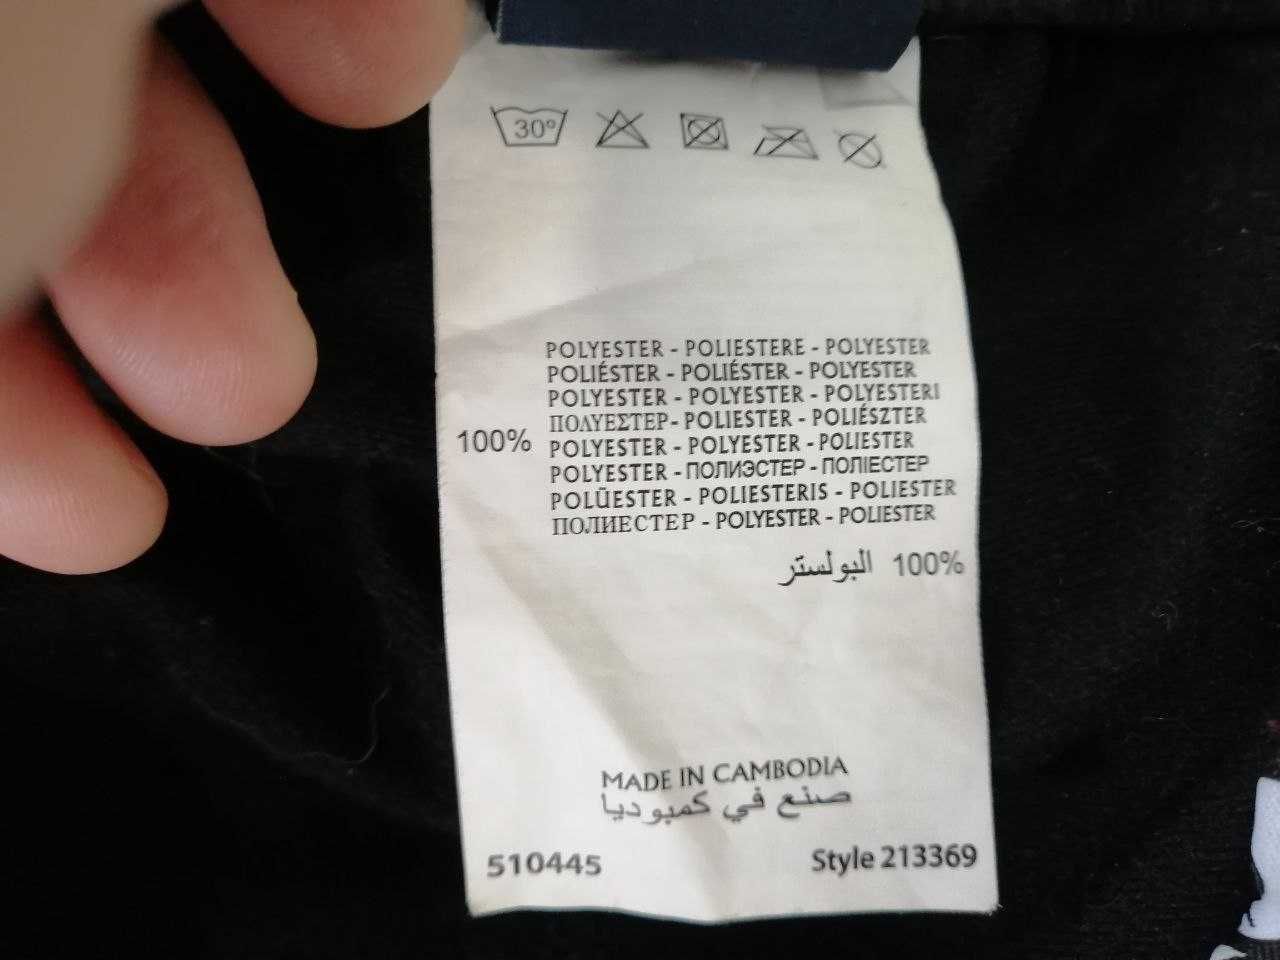 30°
POLYESTER - POLIESTERE - POLYESTER
POLIÉSTER - POLIÉSTER - POLYESTER
POLYESTER - POLYESTER - POLYESTERI
ΠΟΛΥΕΣΤΕΡ- POLIESTER - POLIÉSZTER
100% POLYESTER - POLYESTER - POLIESTER
POLYESTER - ПОЛИЭСТЕР - ПОЛІЕСТЕР
POLÜESTER - POLIESTERIS - POLIESTER
ПОЛИЕСТЕР - POLYESTER - POLIESTER
100% البولستر
MADE IN CAMBODIA
صنع في كمبوديا
510445 Style 213369